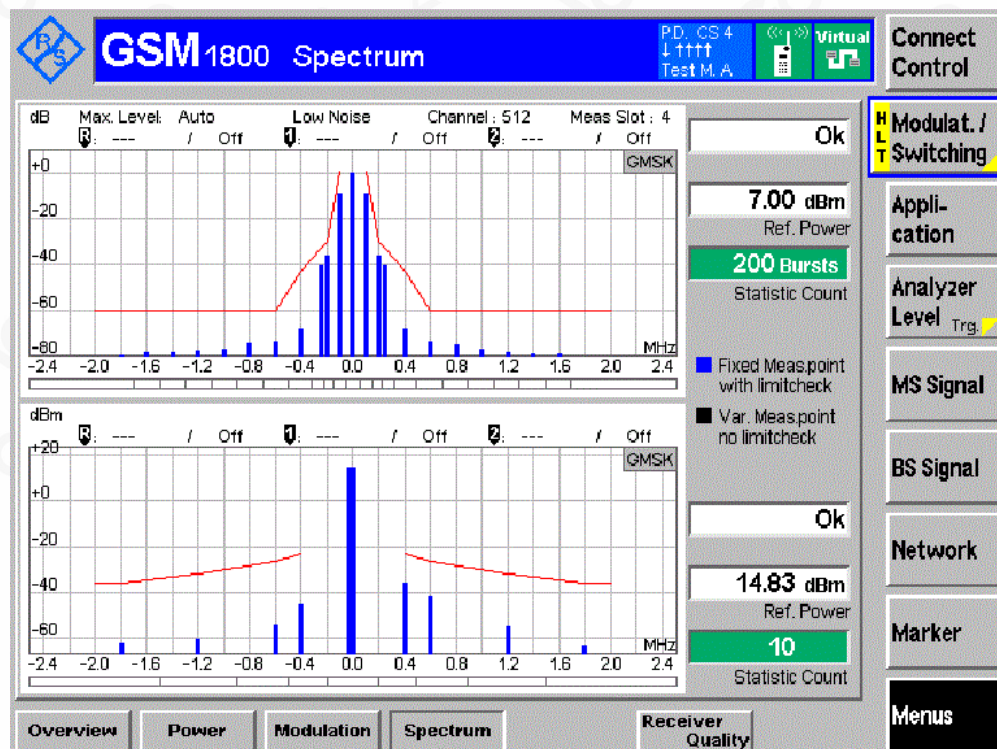 R&S
GSM 1800 Spectrum
P.D. CS 4
↓ ↑↑↑↑
Test M. A.
Virtual
Connect
Control
dB Max. Level: Auto Low Noise Channel : 512 Meas Slot : 4
R: --- / Off 1: --- / Off 2: --- / Off
GMSK
+0
-20
-40
-60
-80
MHz
-2.4 -2.0 -1.6 -1.2 -0.8 -0.4 0.0 0.4 0.8 1.2 1.6 2.0 2.4
Ok
7.00 dBm
Ref. Power
200 Bursts
Statistic Count
Fixed Meas.point
with limitcheck
Var. Meas.point
no limitcheck
dBm
R: --- / Off 1: --- / Off 2: --- / Off
GMSK
+20
+0
-20
-40
-60
MHz
-2.4 -2.0 -1.6 -1.2 -0.8 -0.4 0.0 0.4 0.8 1.2 1.6 2.0 2.4
Ok
14.83 dBm
Ref. Power
10
Statistic Count
HLT
Modulat. /
Switching
Appli-
cation
Analyzer
Level Trg.
MS Signal
BS Signal
Network
Marker
Menus
Overview Power Modulation Spectrum Receiver
Quality